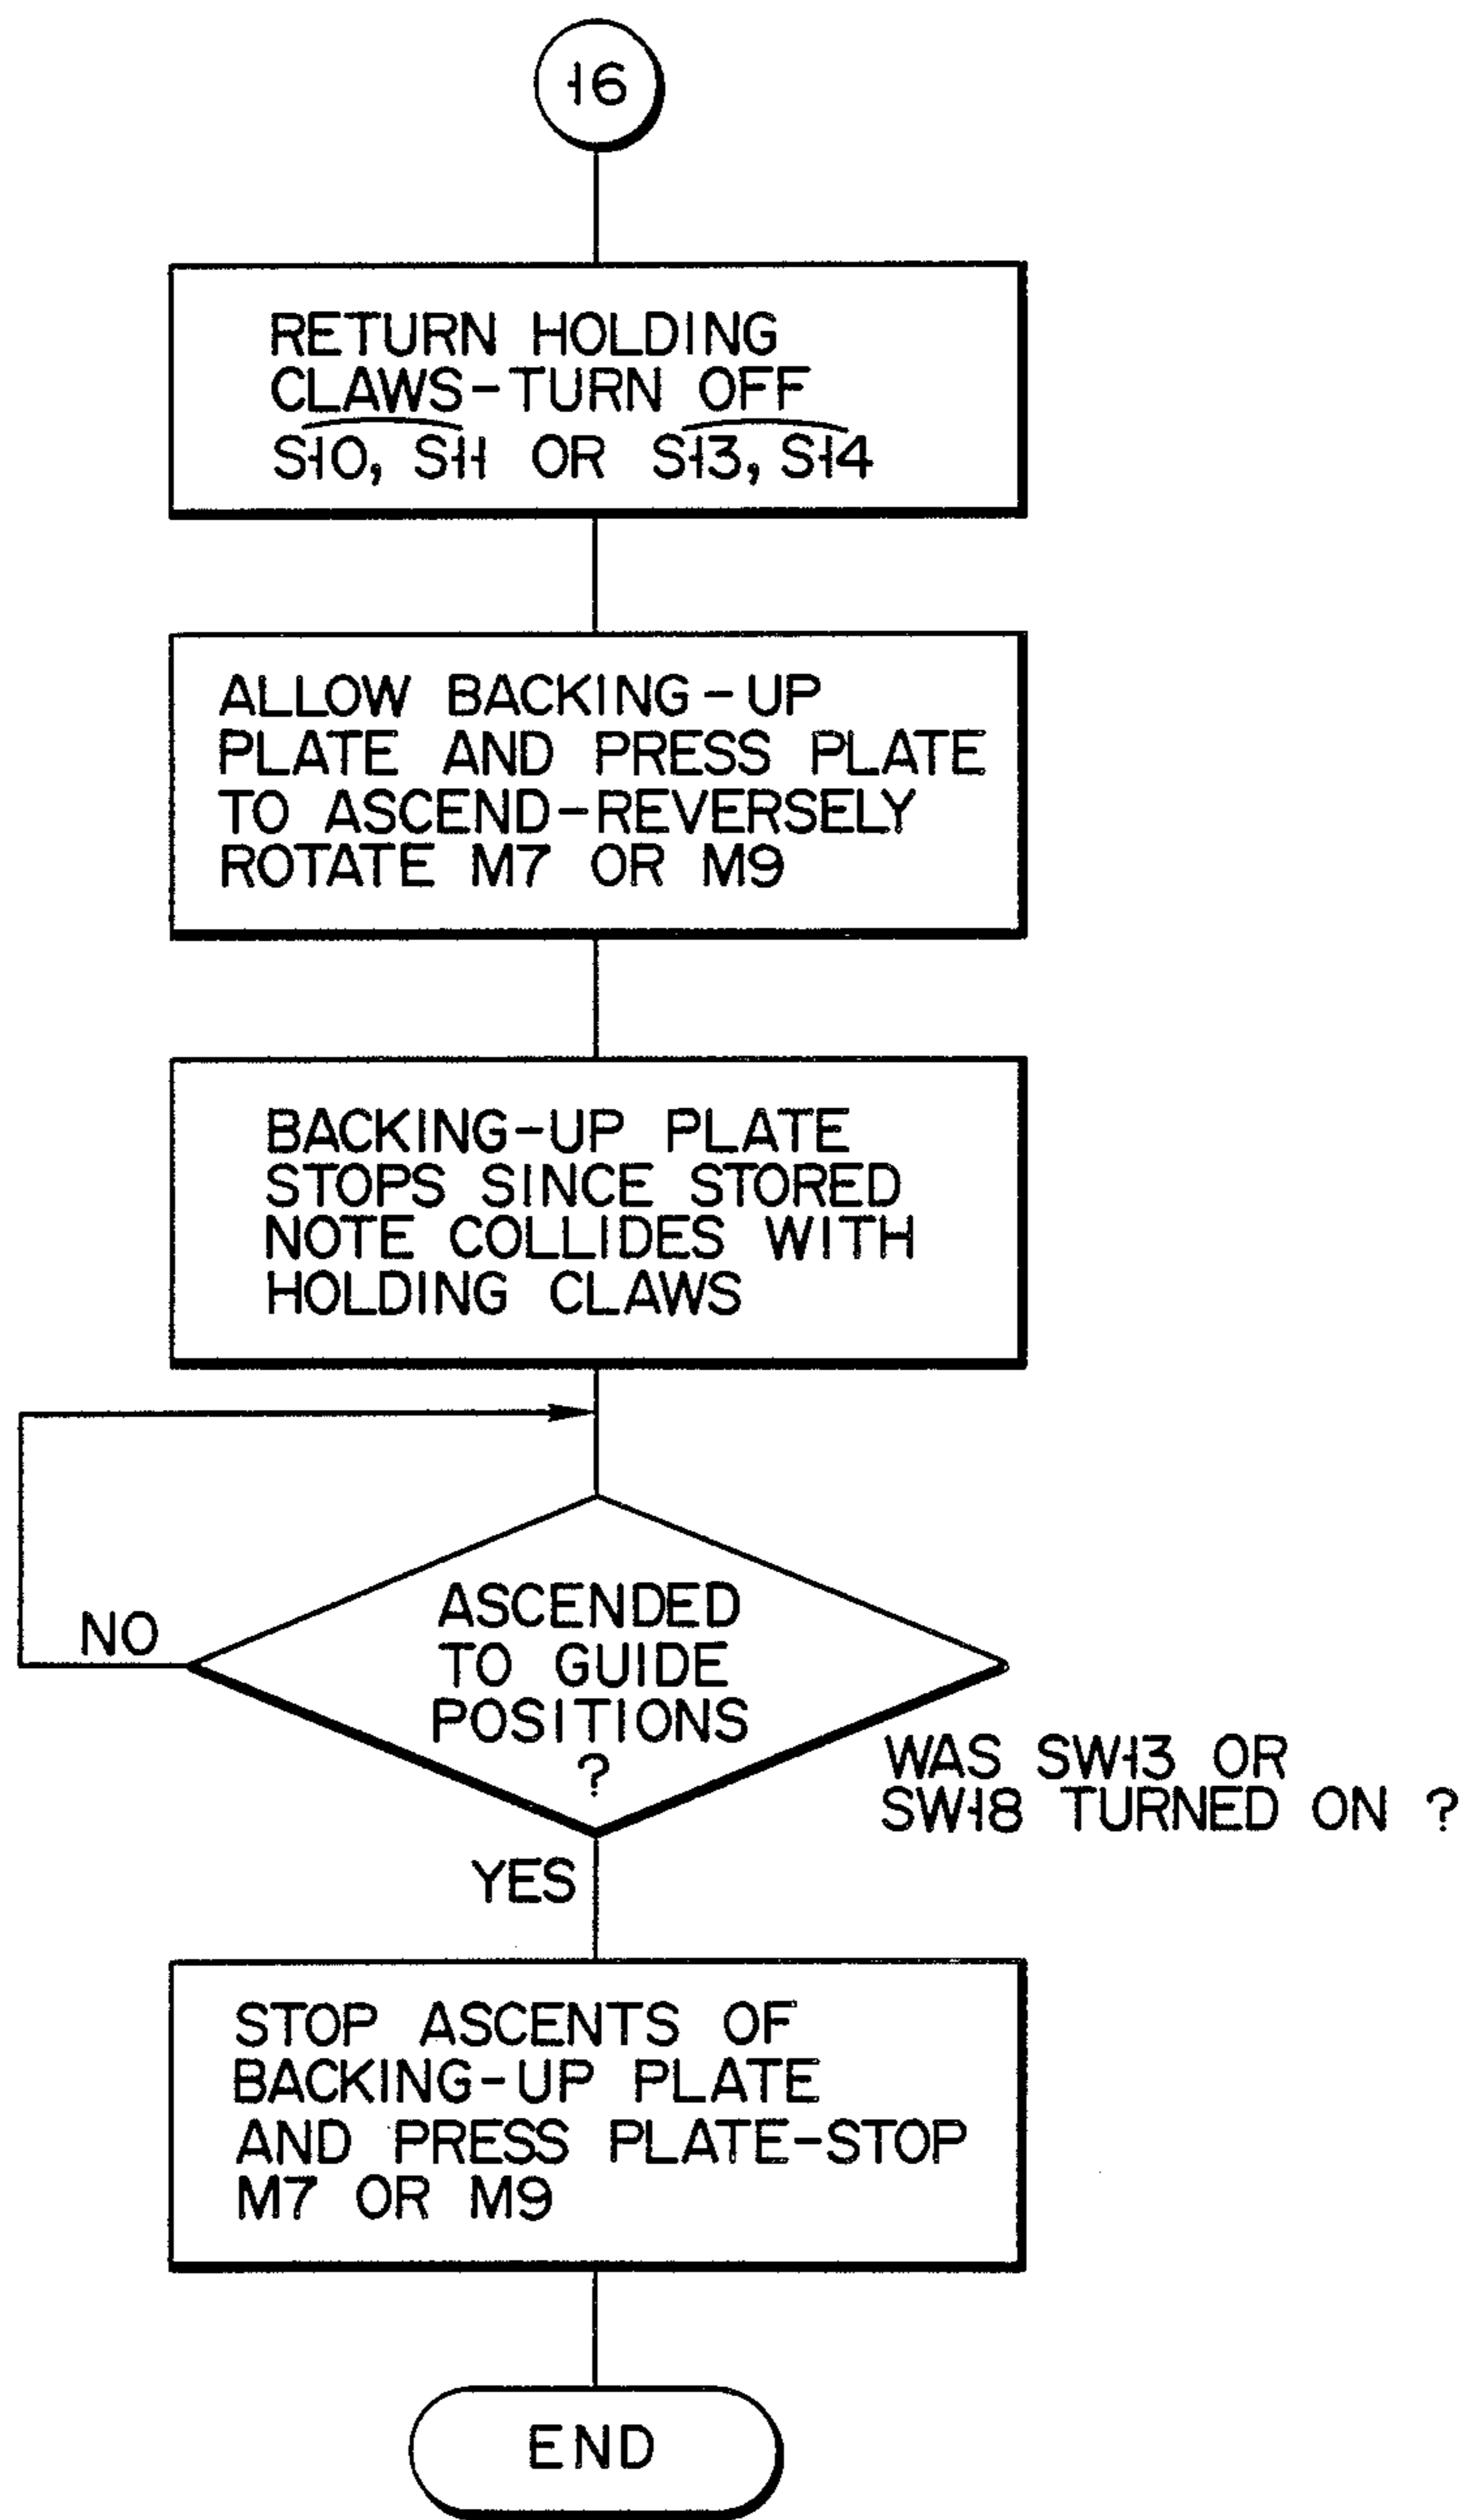 16
RETURN HOLDING
CLAWS-TURN OFF
S10, S11 OR S13, S14
ALLOW BACKING-UP
PLATE AND PRESS PLATE
TO ASCEND-REVERSELY
ROTATE M7 OR M9
BACKING-UP PLATE
STOPS SINCE STORED
NOTE COLLIDES WITH
HOLDING CLAWS
ASCENDED
TO GUIDE
POSITIONS
?
NO
WAS SW13 OR
SW18 TURNED ON ?
YES
STOP ASCENTS OF
BACKING-UP PLATE
AND PRESS PLATE-STOP
M7 OR M9
END